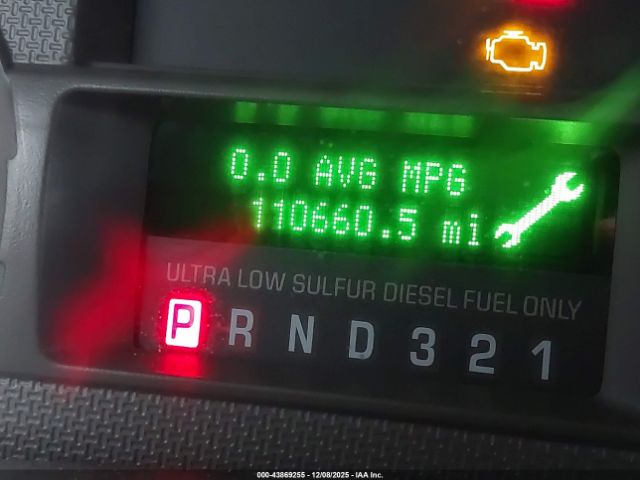 0.0 AVG MPG
110660.5 mi
ULTRA LOW SULFUR DIESEL FUEL ONLY
P R N D 3 2 1
000-43869255 - 12/08/2025 - IAA Inc.